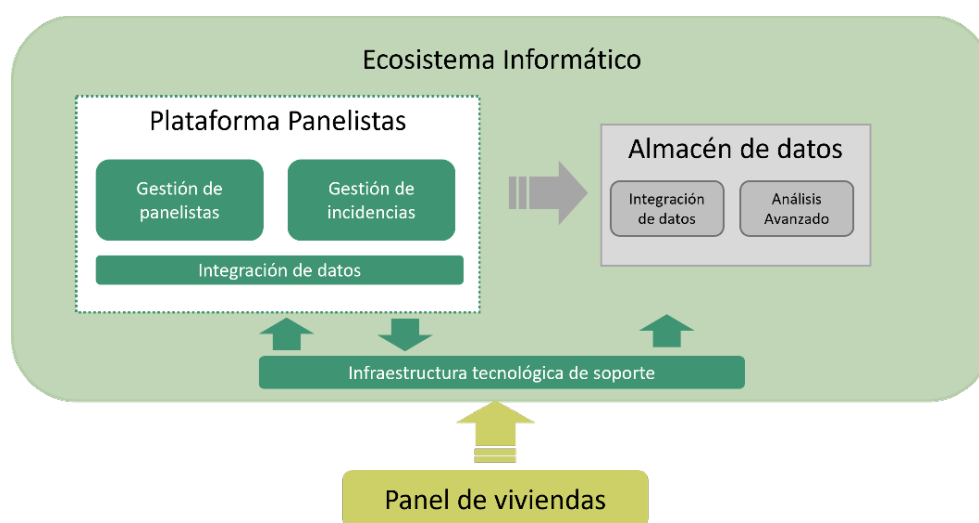 Ecosistema Informático
Plataforma Panelistas
Gestión de
panelistas
Gestión de
incidencias
Integración de datos
Almacén de datos
Integración
de datos
Análisis
Avanzado
Infraestructura tecnológica de soporte
Panel de viviendas